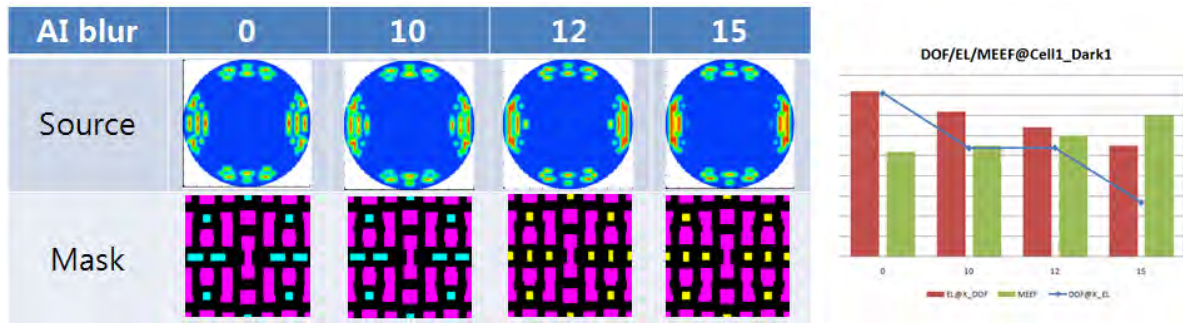 AI blur 0 10 12 15
Source
Mask
DOF/EL/MEEF@Cell1_Dark1
0 10 12 15
EL@X_DOF MEEF DOF@X_EL